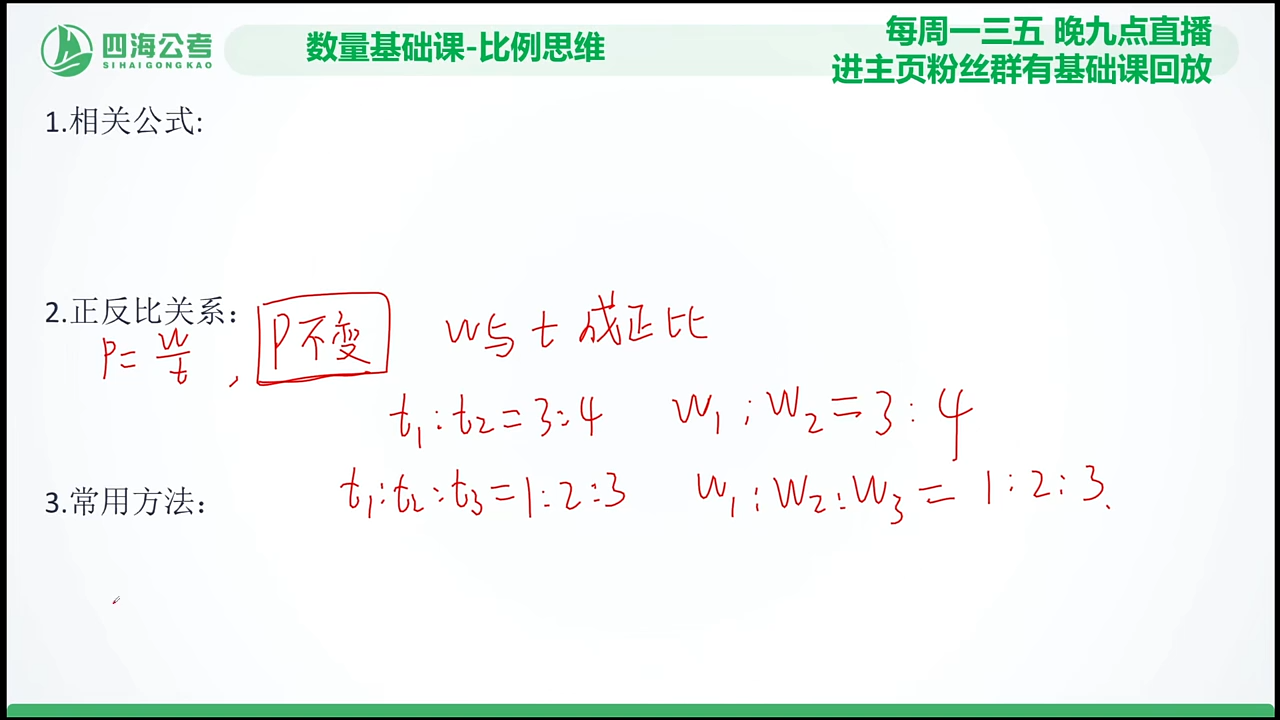 四海公考
SIHAIGONGKAO
数量基础课-比例思维
每周一三五 晚九点直播
进主页粉丝群有基础课回放
1.相关公式:
2.正反比关系：
P=w/t , P不变 w与t成正比
t₁:t₂=3:4 w₁:w₂=3:4
3.常用方法：
t₁:t₂:t₃=1:2:3 w₁:w₂:w₃=1:2:3.